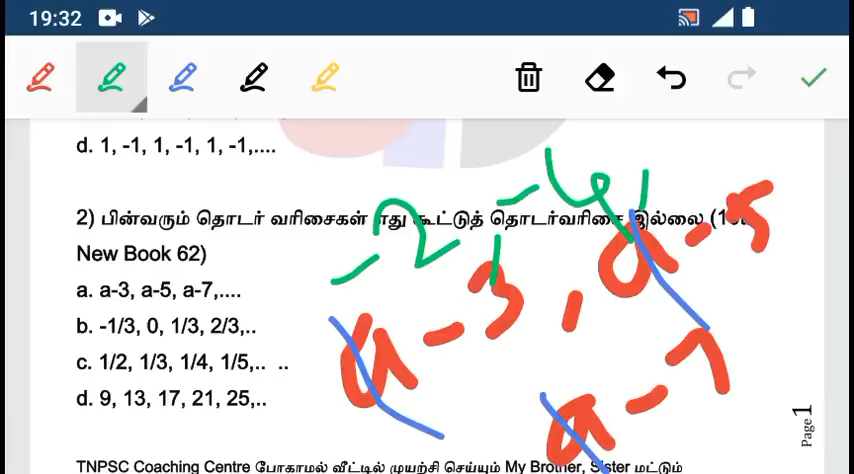 19:32
d. 1, -1, 1, -1, 1, -1,....
2) பின்வரும் தொடர் வரிசைகள் எது கூட்டுத் தொடர்வரிசை இல்லை
New Book 62)
a. a-3, a-5, a-7,....
b. -1/3, 0, 1/3, 2/3,..
c. 1/2, 1/3, 1/4, 1/5,.. ..
d. 9, 13, 17, 21, 25,..
-2, -4,
a-3, a-5
a-7
Page 1
TNPSC Coaching Centre போகாமல் வீட்டில் முயற்சி செய்யும் My Brother, Sister மட்டும்